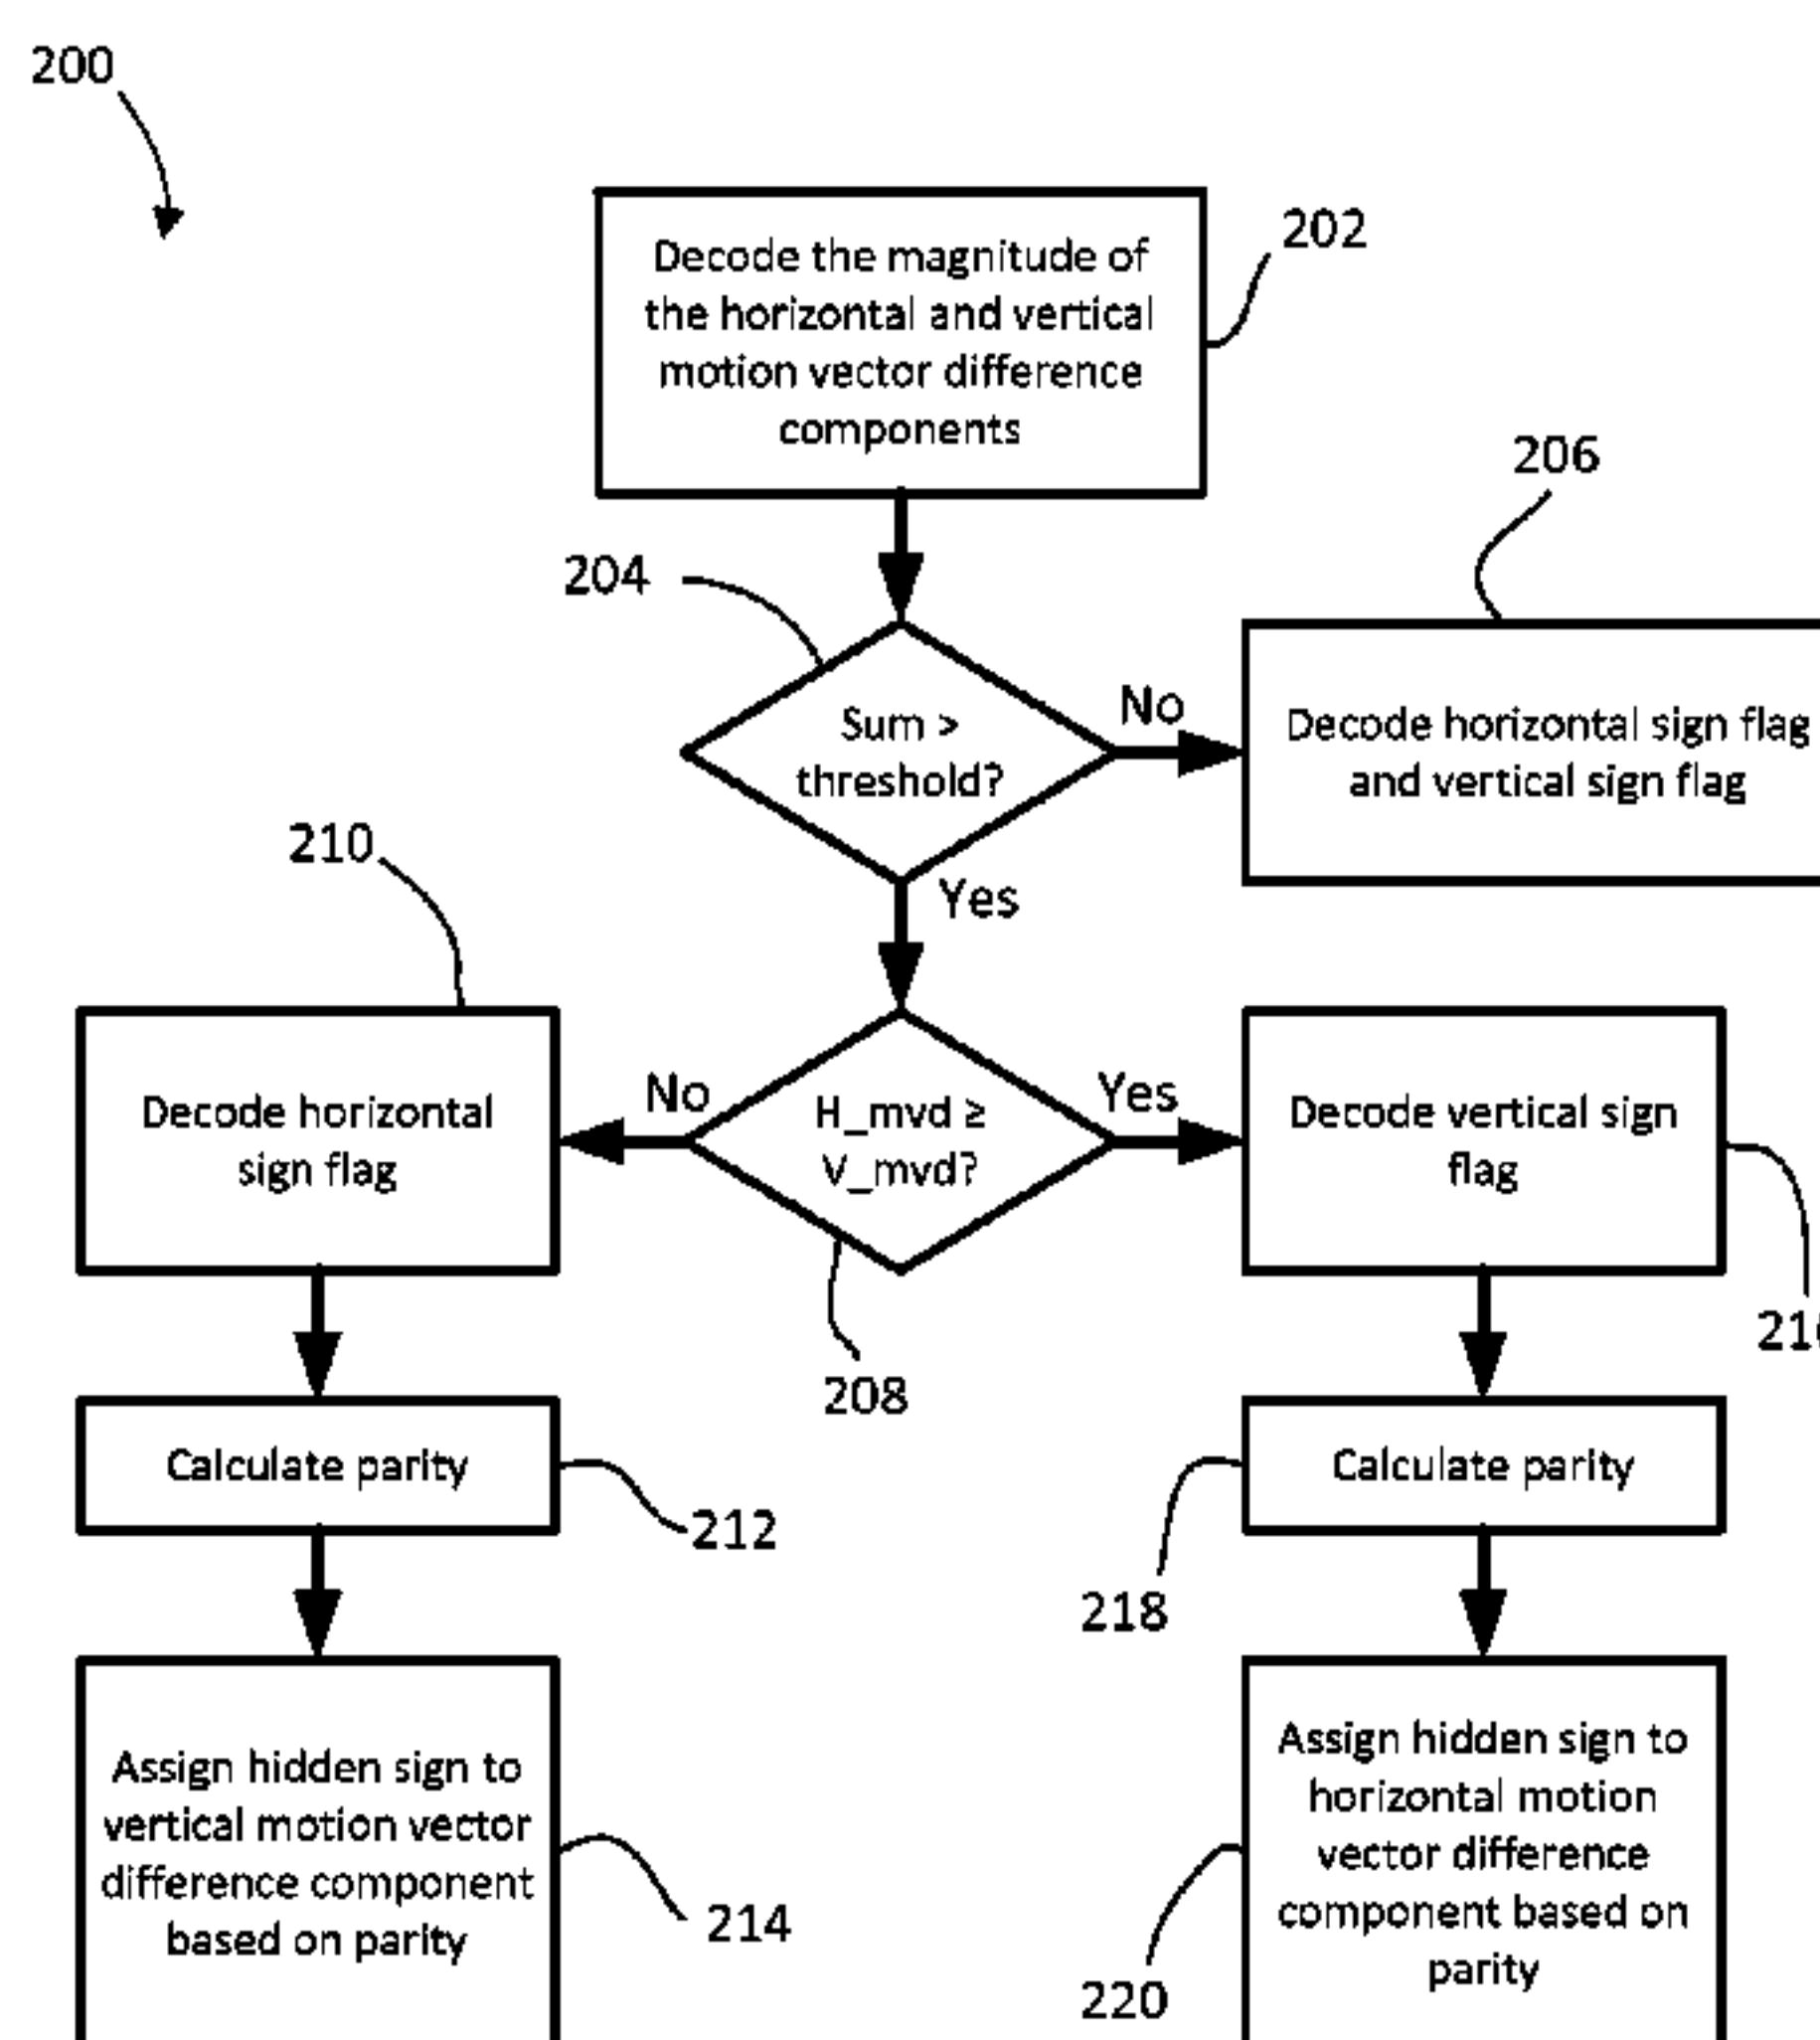 200
Decode the magnitude of
the horizontal and vertical
motion vector difference
components
202
204
Sum >
threshold?
No
206
Decode horizontal sign flag
and vertical sign flag
Yes
210
Decode horizontal
sign flag
No
H_mvd ≥
V_mvd?
Yes
208
Decode vertical sign
flag
Calculate parity
212
Calculate parity
218
Assign hidden sign to
vertical motion vector
difference component
based on parity
214
Assign hidden sign to
horizontal motion
vector difference
component based on
parity
220